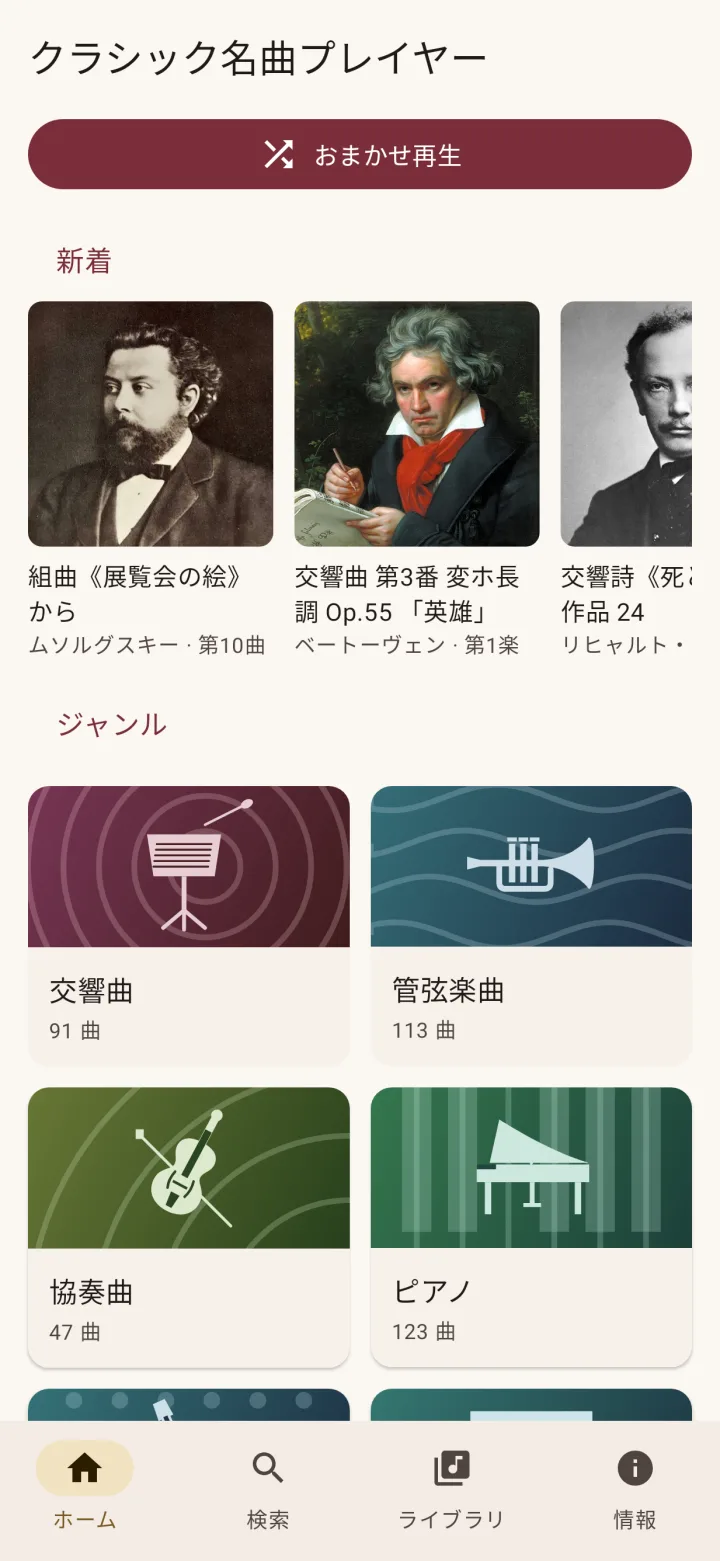 クラシック名曲プレイヤー
おまかせ再生
新着
組曲《展覧会の絵》
から
ムソルグスキー · 第10曲
交響曲 第3番 変ホ長
調 Op.55 「英雄」
ベートーヴェン · 第1楽
交響詩《死
作品 24
リヒャルト・
ジャンル
交響曲
91 曲
管弦楽曲
113 曲
協奏曲
47 曲
ピアノ
123 曲
ホーム
検索
ライブラリ
情報